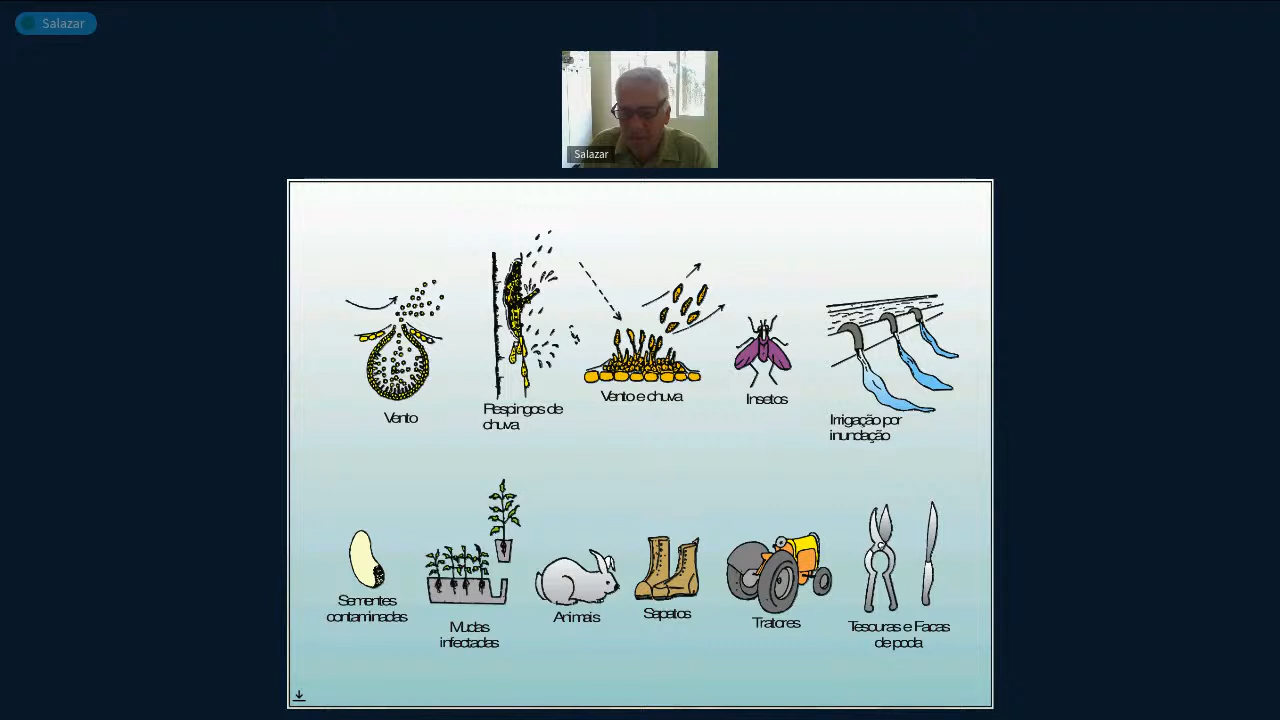 Salazar
Salazar
Vento
Respingos de
chuva
Vento e chuva
Insetos
Irrigação por
inundação
Sementes
contaminadas
Mudas
infectadas
Animais
Sapatos
Tratores
Tesouras e Facas
de poda